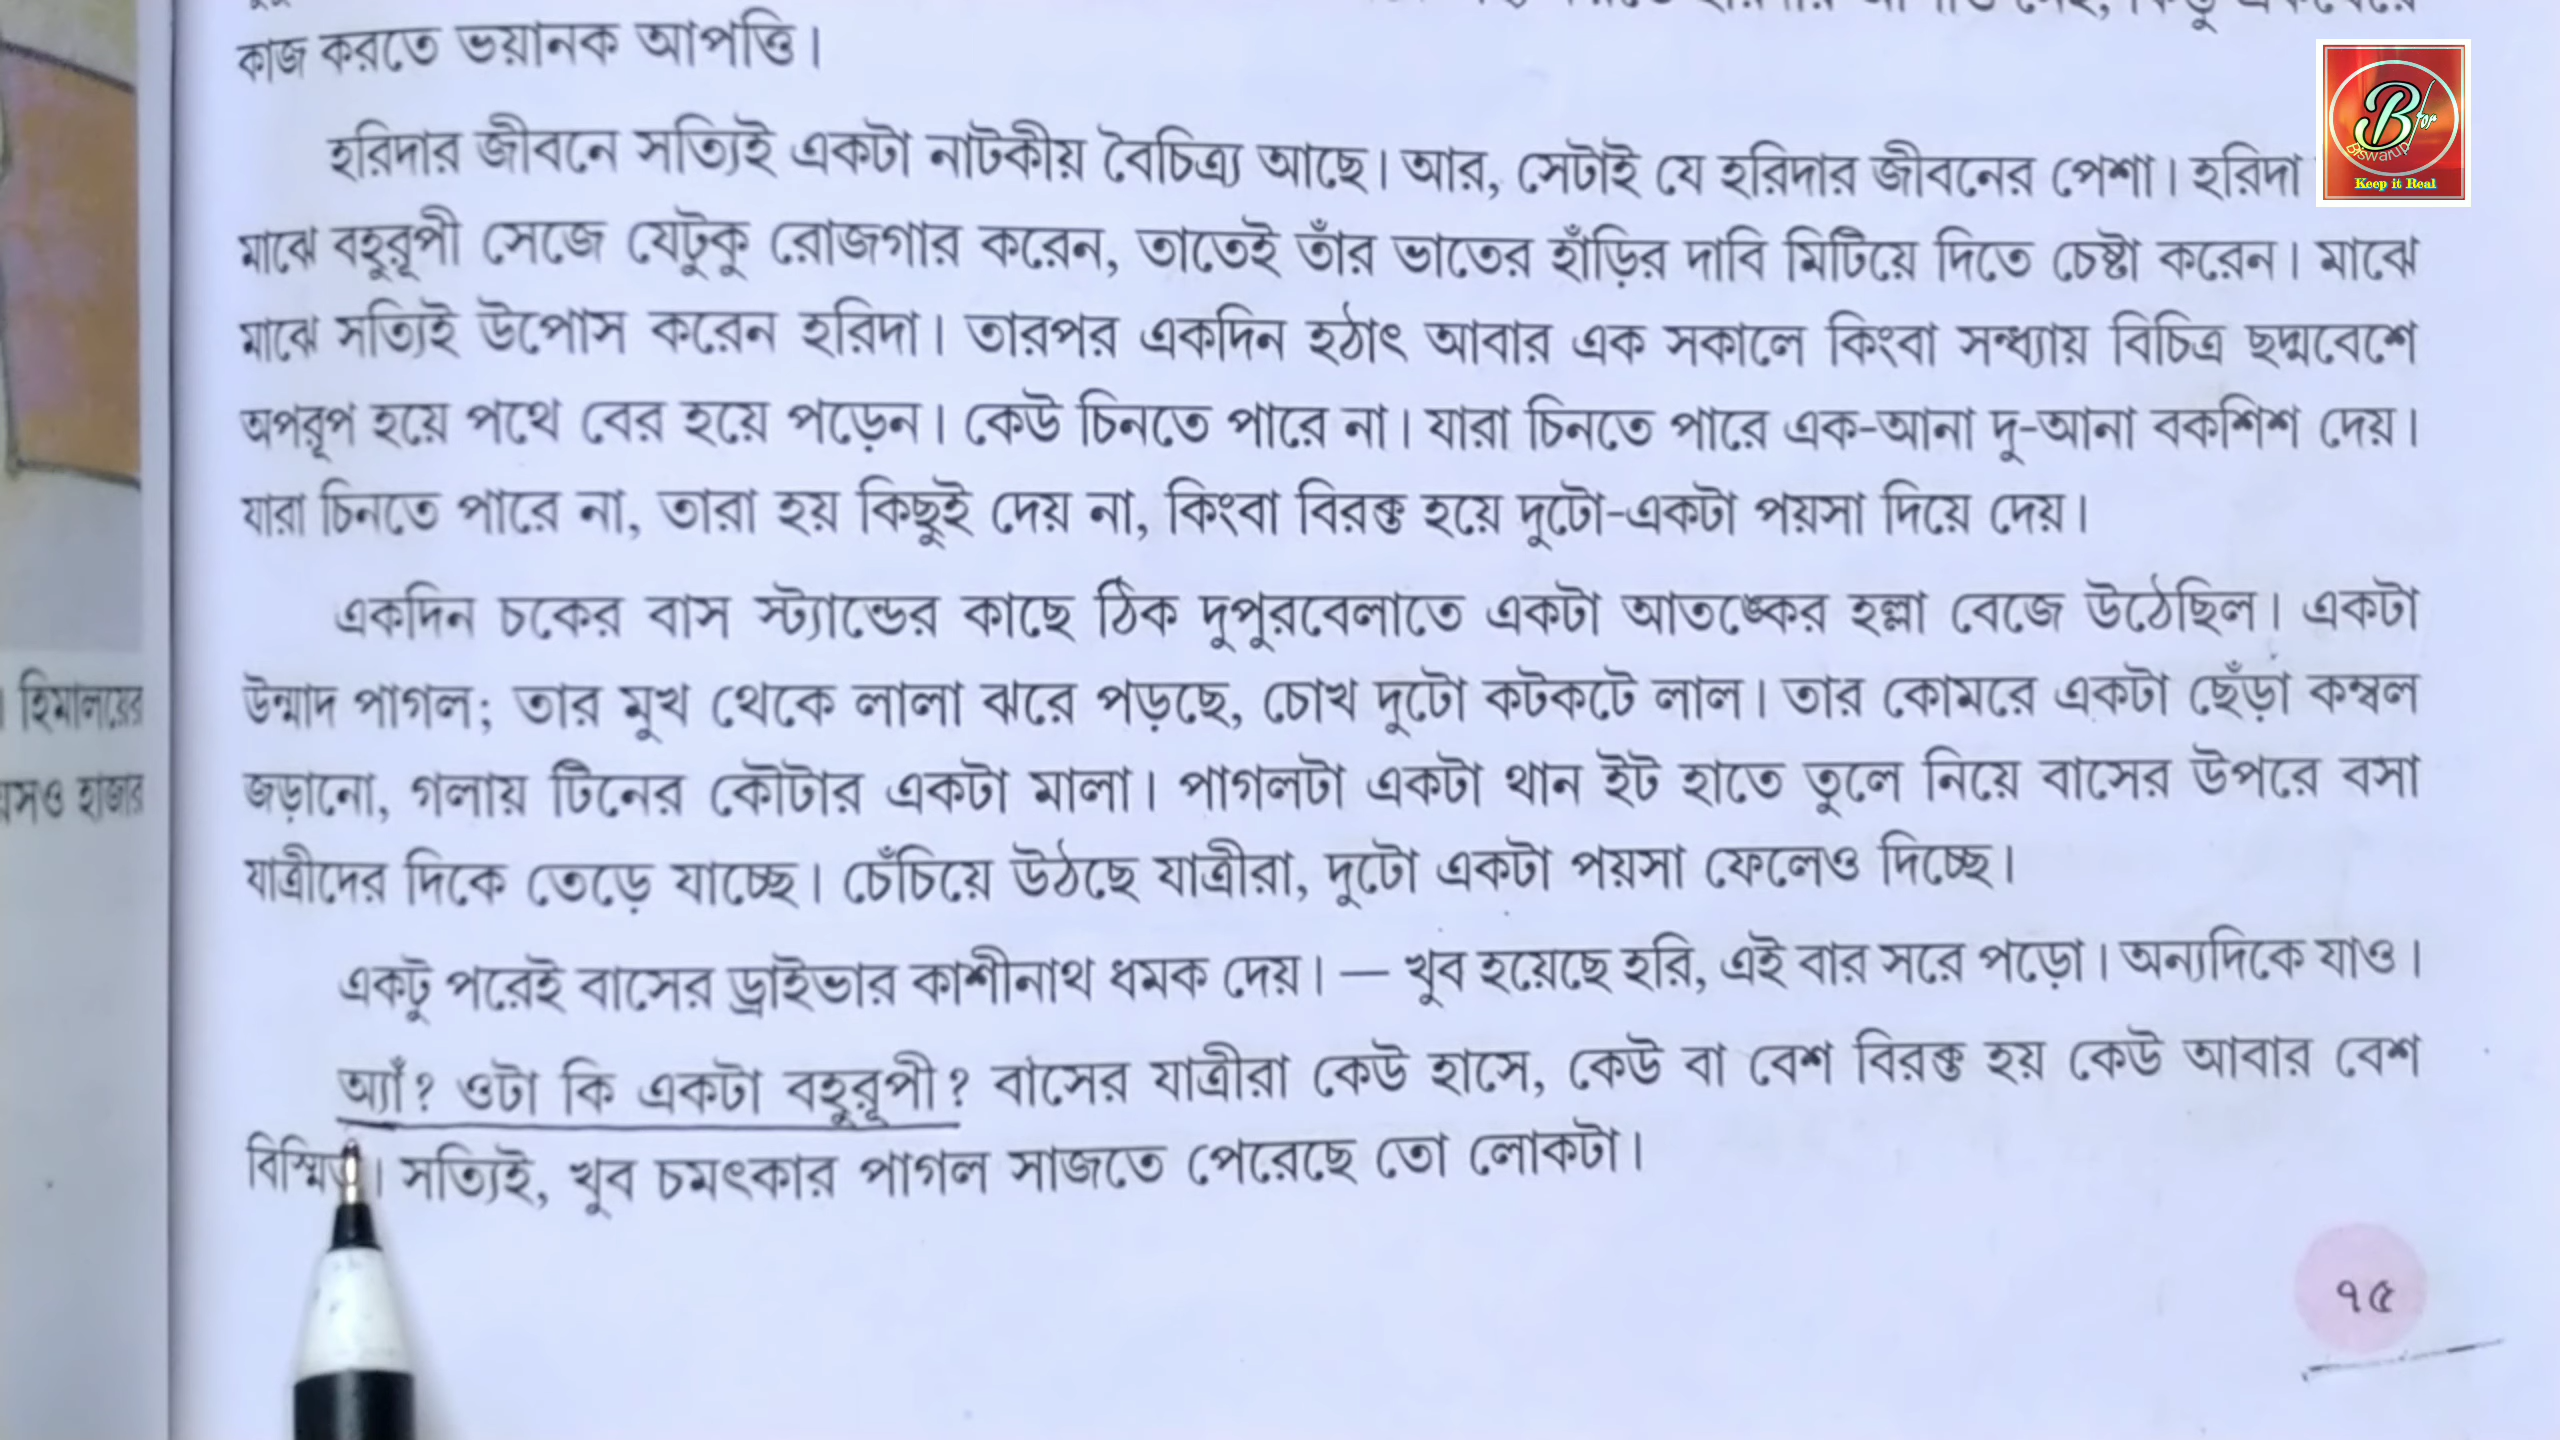 কাজ করতে ভয়ানক আপত্তি।
হরিদার জীবনে সত্যিই একটা নাটকীয় বৈচিত্র্য আছে। আর, সেটাই যে হরিদার জীবনের পেশা। হরিদা
মাঝে বহুরূপী সেজে যেটুকু রোজগার করেন, তাতেই তাঁর ভাতের হাঁড়ির দাবি মিটিয়ে দিতে চেষ্টা করেন। মাঝে
মাঝে সত্যিই উপোস করেন হরিদা। তারপর একদিন হঠাৎ আবার এক সকালে কিংবা সন্ধ্যায় বিচিত্র ছদ্মবেশে
অপরূপ হয়ে পথে বের হয়ে পড়েন। কেউ চিনতে পারে না। যারা চিনতে পারে এক-আনা দু-আনা বকশিশ দেয়।
যারা চিনতে পারে না, তারা হয় কিছুই দেয় না, কিংবা বিরক্ত হয়ে দুটো-একটা পয়সা দিয়ে দেয়।
একদিন চকের বাস স্ট্যান্ডের কাছে ঠিক দুপুরবেলাতে একটা আতঙ্কের হল্লা বেজে উঠেছিল। একটা
উন্মাদ পাগল; তার মুখ থেকে লালা ঝরে পড়ছে, চোখ দুটো কটকটে লাল। তার কোমরে একটা ছেঁড়া কম্বল
জড়ানো, গলায় টিনের কৌটার একটা মালা। পাগলটা একটা থান ইট হাতে তুলে নিয়ে বাসের উপরে বসা
যাত্রীদের দিকে তেড়ে যাচ্ছে। চেঁচিয়ে উঠছে যাত্রীরা, দুটো একটা পয়সা ফেলেও দিচ্ছে।
একটু পরেই বাসের ড্রাইভার কাশীনাথ ধমক দেয়। — খুব হয়েছে হরি, এই বার সরে পড়ো। অন্যদিকে যাও।
অ্যাঁ? ওটা কি একটা বহুরূপী? বাসের যাত্রীরা কেউ হাসে, কেউ বা বেশ বিরক্ত হয় কেউ আবার বেশ
বিস্মিত। সত্যিই, খুব চমৎকার পাগল সাজতে পেরেছে তো লোকটা।
৭৫
হিমালয়ের
হাজার
B for
Biswarup
Keep it Real